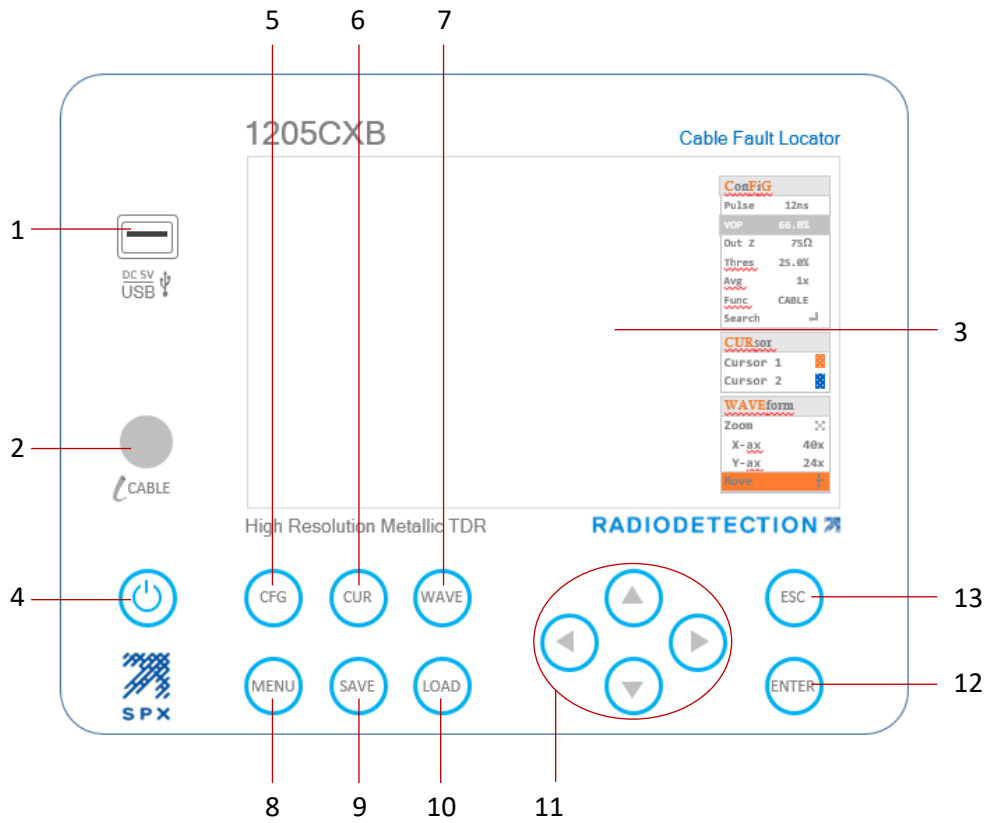 5 6 7
1205CXB
Cable Fault Locator
ConFiG
Pulse 12ns
VOP 66.0%
Out Z 75Ω
Thres 25.0%
Avg 1x
Func CABLE
Search ↵
CURsor
Cursor 1
Cursor 2
WAVEform
Zoom
X-ax 40x
Y-ax 24x
Move
1
DC 5V
USB
3
2
CABLE
High Resolution Metallic TDR
RADIODETECTION
4
CFG CUR WAVE
ESC
13
MENU SAVE LOAD
ENTER
12
SPX
8 9 10 11